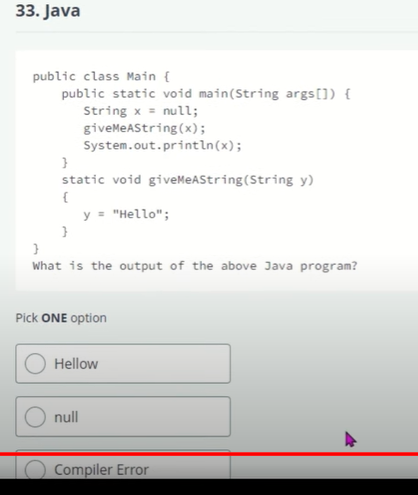 33. Java
public class Main {
public static void main(String args[]) {
String x = null;
giveMeAString(x);
System.out.println(x);
}
static void giveMeAString(String y)
{
y = "Hello";
}
}
What is the output of the above Java program?
Pick ONE option
Hellow
null
Compiler Error